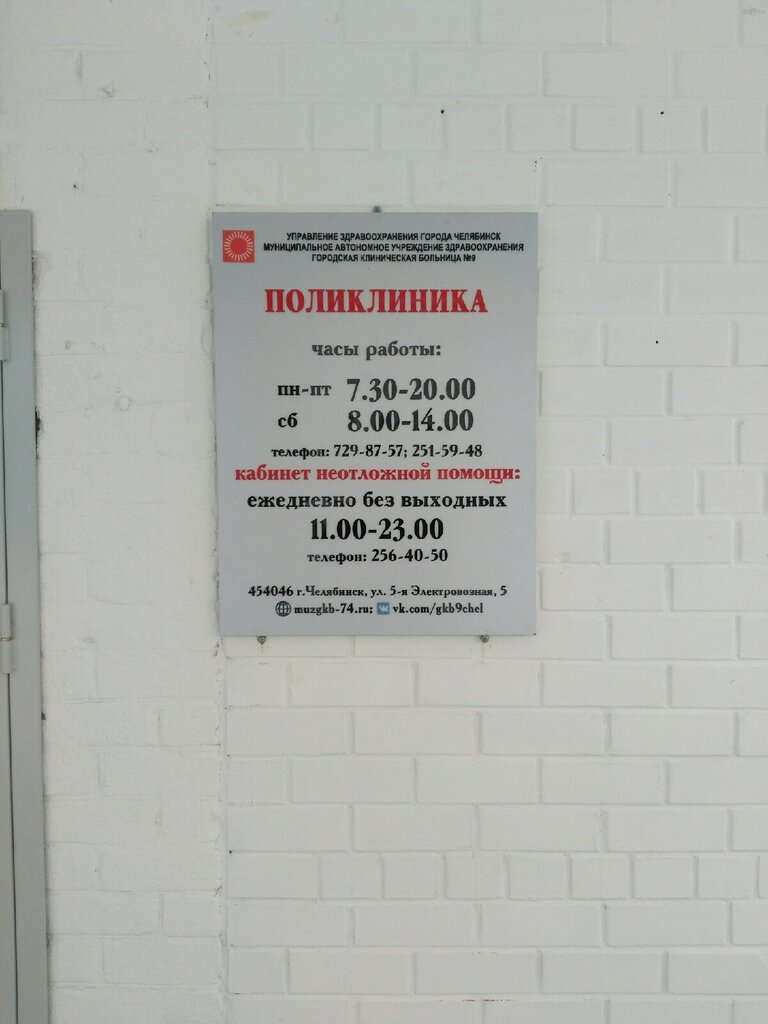 УПРАВЛЕНИЕ ЗДРАВООХРАНЕНИЯ ГОРОДА ЧЕЛЯБИНСК
МУНИЦИПАЛЬНОЕ АВТОНОМНОЕ УЧРЕЖДЕНИЕ ЗДРАВООХРАНЕНИЯ
ГОРОДСКАЯ КЛИНИЧЕСКАЯ БОЛЬНИЦА №9
ПОЛИКЛИНИКА
часы работы:
пн-пт 7.30-20.00
сб 8.00-14.00
телефон: 729-87-57; 251-59-48
кабинет неотложной помощи:
ежедневно без выходных
11.00-23.00
телефон: 256-40-50
454046 г.Челябинск, ул. 5-я Электровозная, 5
muzgkb-74.ru; vk.com/gkb9chel